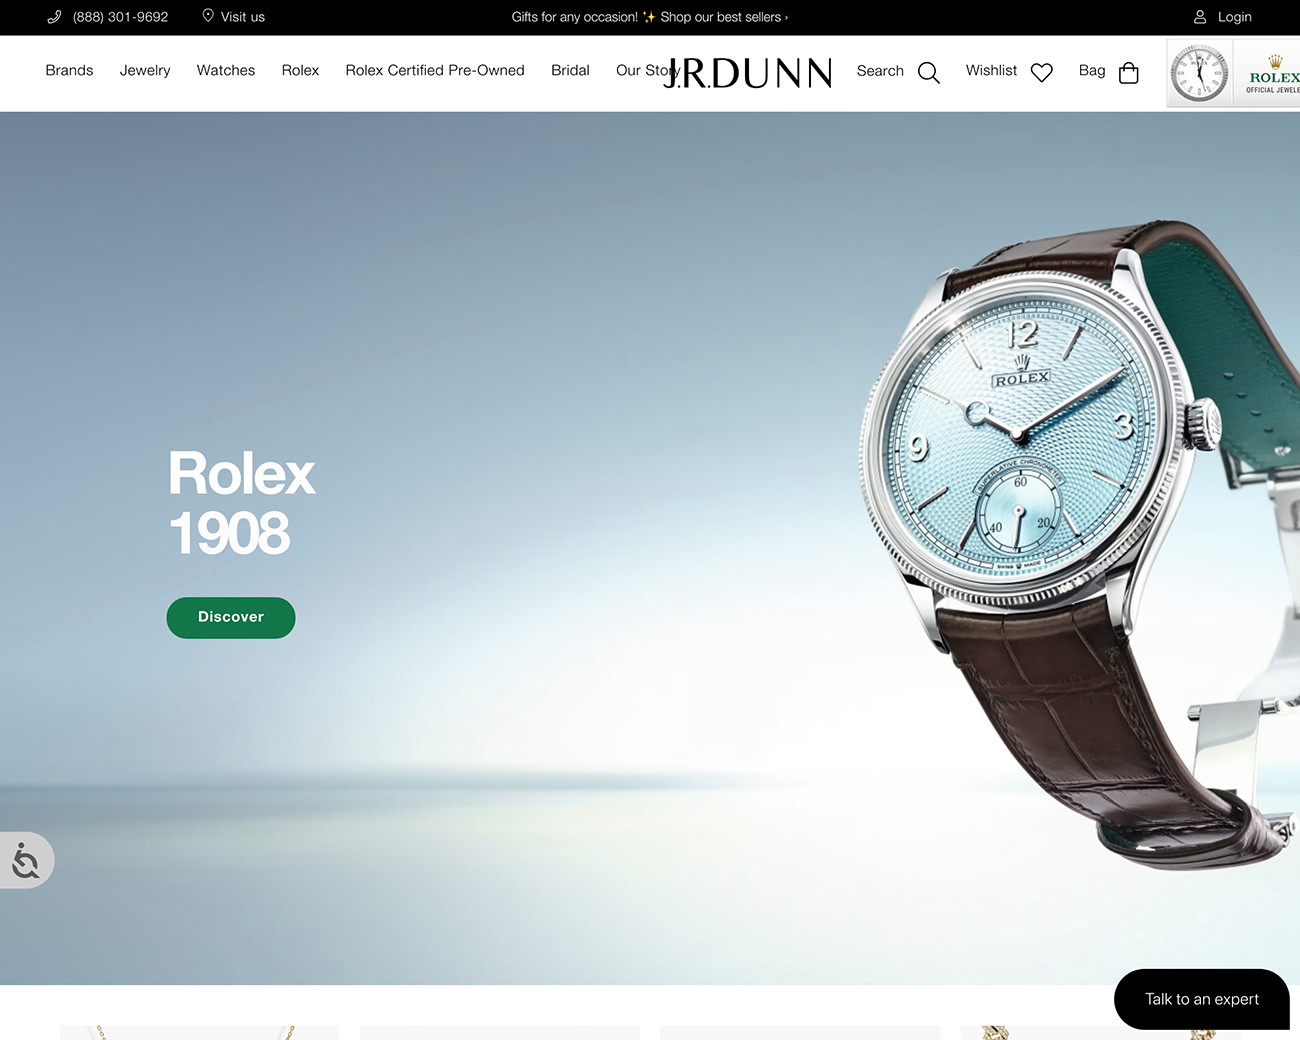 (888) 301-9692
Visit us
Gifts for any occasion! ✨ Shop our best sellers ›
Login
Brands
Jewelry
Watches
Rolex
Rolex Certified Pre-Owned
Bridal
Our Story
J.R.DUNN
Search
Wishlist
Bag
ROLEX
OFFICIAL JEWELE
12
ROLEX
3
9
SUPERLATIVE CHRONOMETER
60
40
20
SWISS MADE
Rolex
1908
Discover
Talk to an expert